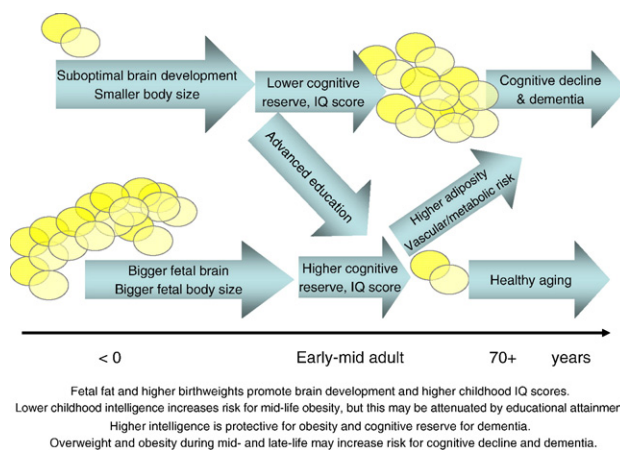 Suboptimal brain development
Smaller body size
Lower cognitive
reserve, IQ score
Cognitive decline
& dementia
Advanced education
Higher adiposity
Vascular/metabolic risk
Bigger fetal brain
Bigger fetal body size
Higher cognitive
reserve, IQ score
Healthy aging
< 0 Early-mid adult 70+ years
Fetal fat and higher birthweights promote brain development and higher childhood IQ scores.
Lower childhood intelligence increases risk for mid-life obesity, but this may be attenuated by educational attainmen
Higher intelligence is protective for obesity and cognitive reserve for dementia.
Overweight and obesity during mid- and late-life may increase risk for cognitive decline and dementia.